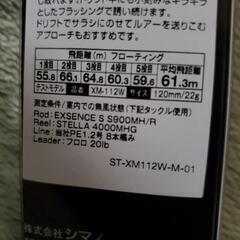 としたフラッシングで誘い続けます。
ドリフトでサラシにのせてルアーを送りこむ
アプローチもおすすめです。
飛距離(m) フローティング
1投目 2投目 3投目 4投目 5投目 平均飛距離
55.8 66.1 64.8 60.3 59.6 61.3m
テストモデル XM-112W サイズ 120mm/22g
測定条件/室内での無風状態(下記タックル使用)
Rod: EXSENCE S S900MH/R
Reel: STELLA 4000MHG
Line: 当社PE1.2号 8本編み
Leader: フロロ 20lb
ST-XM112W-M-01
株式会社シマノ